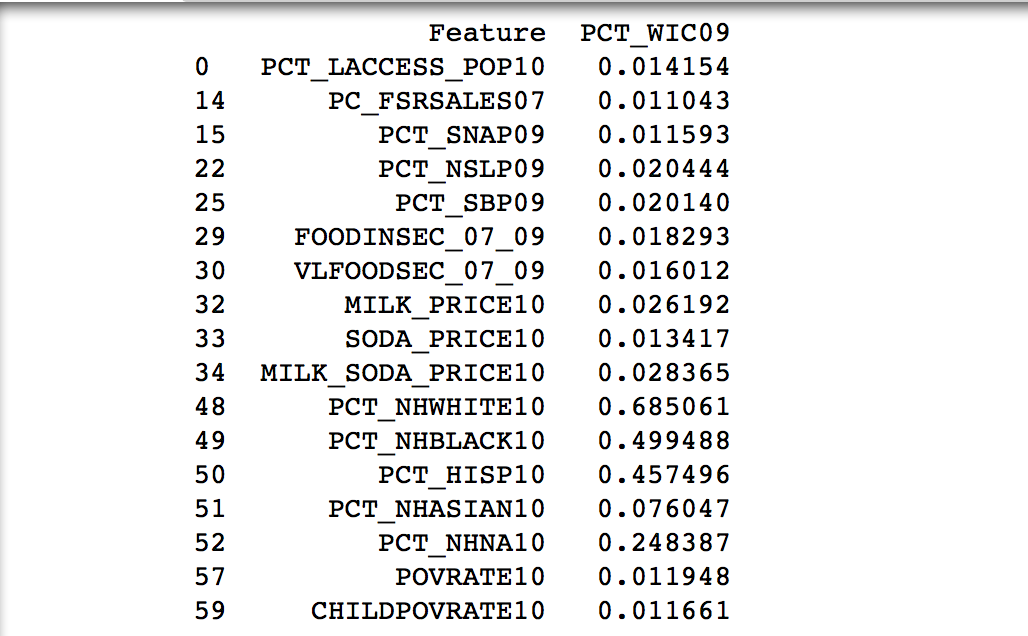 Feature PCT_WIC09
0 PCT_LACCESS_POP10 0.014154
14 PC_FSRSALES07 0.011043
15 PCT_SNAP09 0.011593
22 PCT_NSLP09 0.020444
25 PCT_SBP09 0.020140
29 FOODINSEC_07_09 0.018293
30 VLFOODSEC_07_09 0.016012
32 MILK_PRICE10 0.026192
33 SODA_PRICE10 0.013417
34 MILK_SODA_PRICE10 0.028365
48 PCT_NHWHITE10 0.685061
49 PCT_NHBLACK10 0.499488
50 PCT_HISP10 0.457496
51 PCT_NHASIAN10 0.076047
52 PCT_NHNA10 0.248387
57 POVRATE10 0.011948
59 CHILDPOVRATE10 0.011661